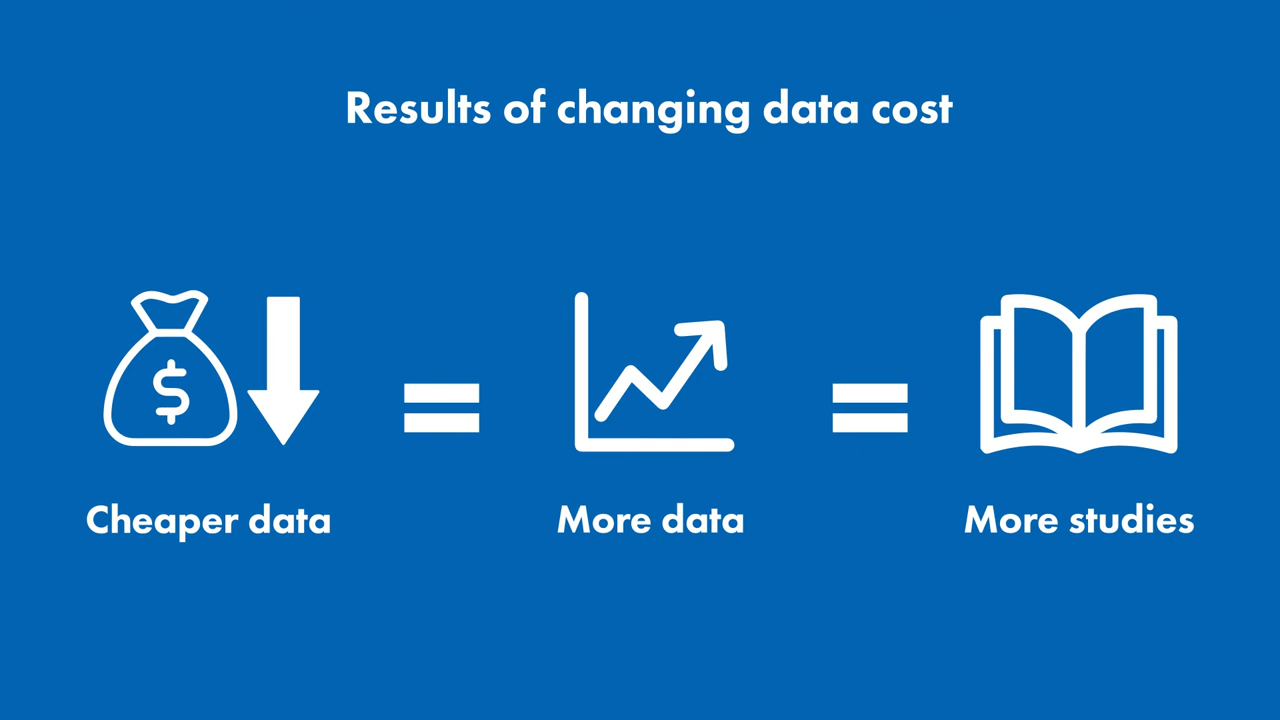 Results of changing data cost
$
=
=
Cheaper data
More data
More studies